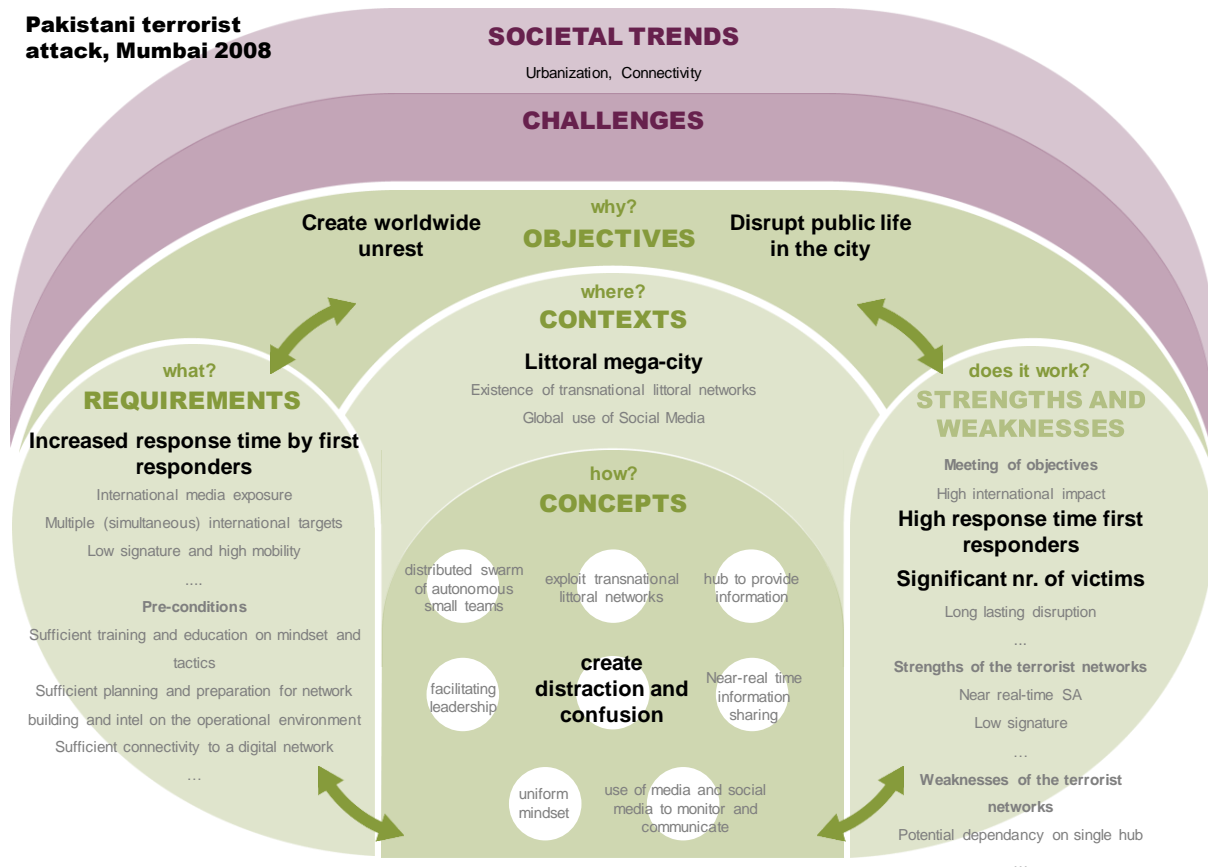 Pakistani terrorist
attack, Mumbai 2008
SOCIETAL TRENDS
Urbanization, Connectivity
CHALLENGES
why?
OBJECTIVES
Create worldwide
unrest
Disrupt public life
in the city
where?
CONTEXTS
Littoral mega-city
Existence of transnational littoral networks
Global use of Social Media
what?
REQUIREMENTS
Increased response time by first
responders
International media exposure
Multiple (simultaneous) international targets
Low signature and high mobility
....
Pre-conditions
Sufficient training and education on mindset and
tactics
Sufficient planning and preparation for network
building and intel on the operational environment
Sufficient connectivity to a digital network
...
how?
CONCEPTS
distributed swarm
of autonomous
small teams
exploit transnational
littoral networks
hub to provide
information
facilitating
leadership
create
distraction and
confusion
Near-real time
information
sharing
uniform
mindset
use of media and social
media to monitor and
communicate
does it work?
STRENGTHS AND
WEAKNESSES
Meeting of objectives
High international impact
High response time first
responders
Significant nr. of victims
Long lasting disruption
...
Strengths of the terrorist networks
Near real-time SA
Low signature
...
Weaknesses of the terrorist
networks
Potential dependancy on single hub
...